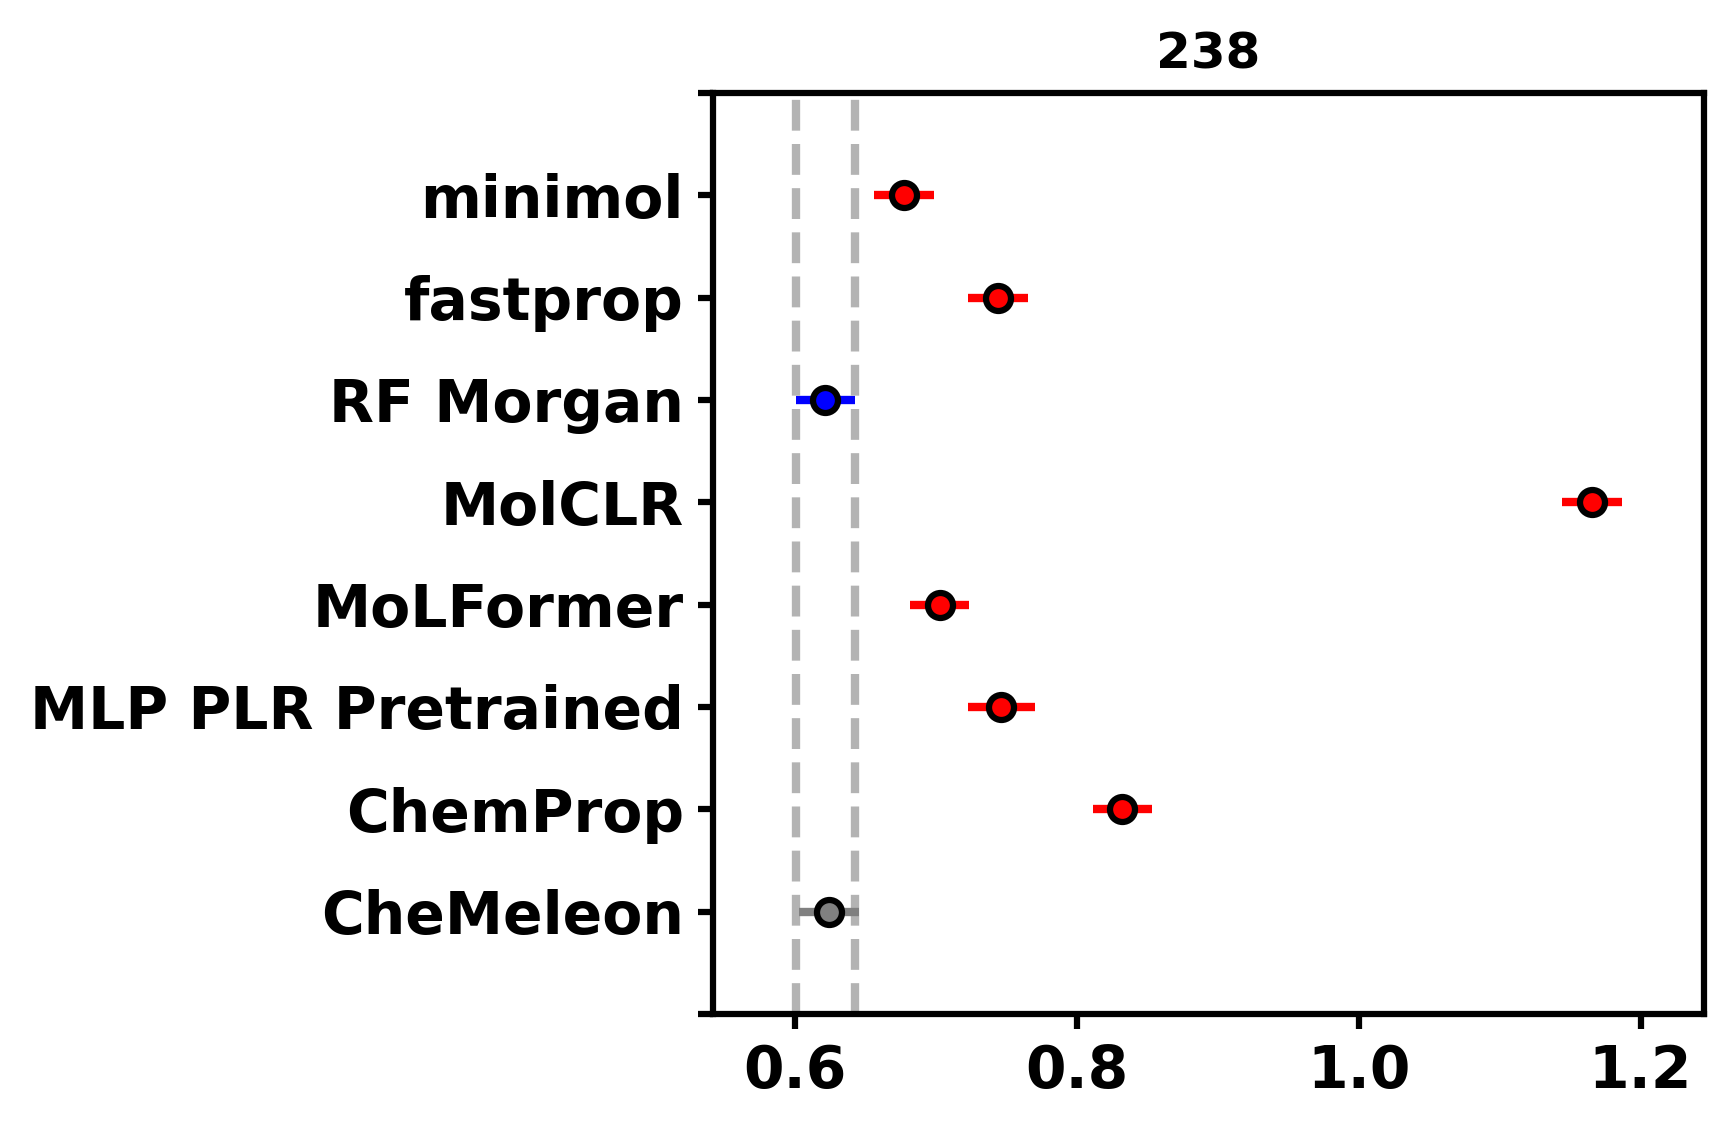 238
minimol
fastprop
RF Morgan
MolCLR
MoLFormer
MLP PLR Pretrained
ChemProp
CheMeleon
0.6 0.8 1.0 1.2